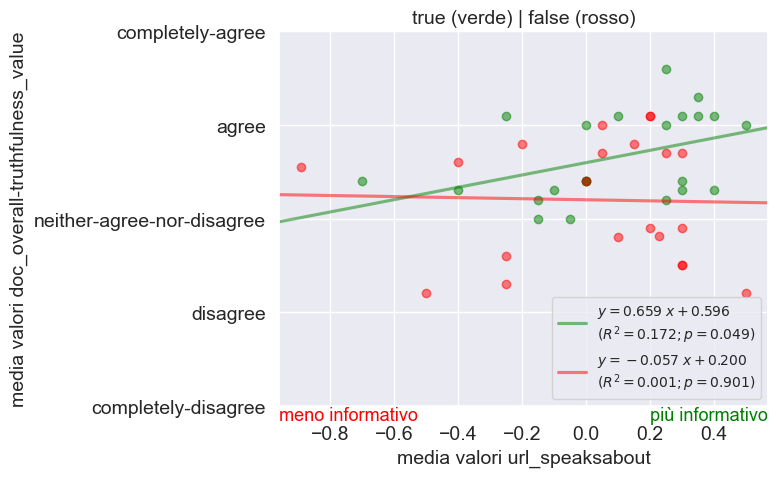 true (verde) | false (rosso)
completely-agree
agree
neither-agree-nor-disagree
disagree
completely-disagree
media valori doc_overall-truthfulness_value
y = 0.659 x + 0.596
(R² = 0.172; p = 0.049)
y = −0.057 x + 0.200
(R² = 0.001; p = 0.901)
meno informativo
più informativo
−0.8 −0.6 −0.4 −0.2 0.0 0.2 0.4
media valori url_speaksabout